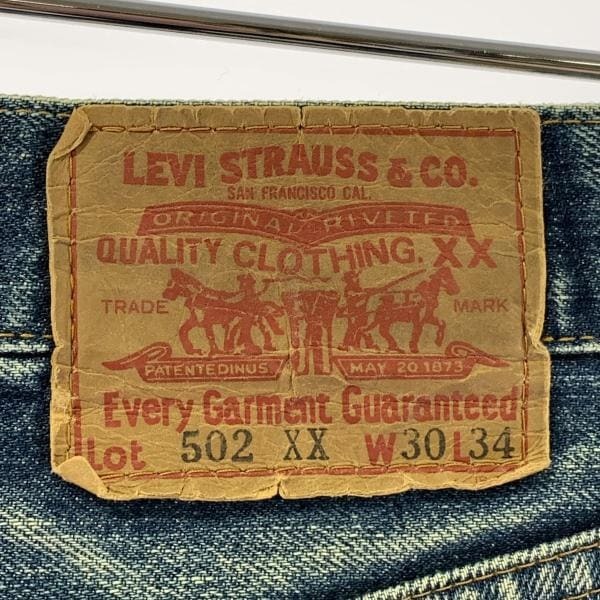 LEVI STRAUSS & CO.
SAN FRANCISCO CAL.
ORIGINAL RIVETED
QUALITY CLOTHING. XX
TRADE MARK
PATENTED IN U.S. MAY 20 1873
Every Garment Guaranteed
Lot 502 XX W30 L34